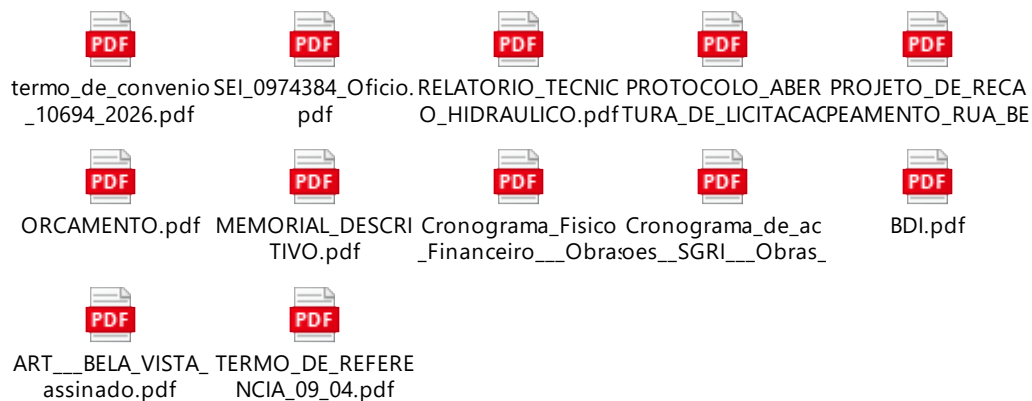 PDF PDF PDF PDF PDF
termo_de_convenio SEI_0974384_Oficio. RELATORIO_TECNIC PROTOCOLO_ABER PROJETO_DE_RECA
_10694_2026.pdf pdf O_HIDRAULICO.pdf TURA_DE_LICITACAC PEAMENTO_RUA_BE
PDF PDF PDF PDF PDF
ORCAMENTO.pdf MEMORIAL_DESCRI Cronograma_Fisico Cronograma_de_ac BDI.pdf
TIVO.pdf _Financeiro___Obras oes__SGRI___Obras_
PDF PDF
ART___BELA_VISTA_ TERMO_DE_REFERE
assinado.pdf NCIA_09_04.pdf